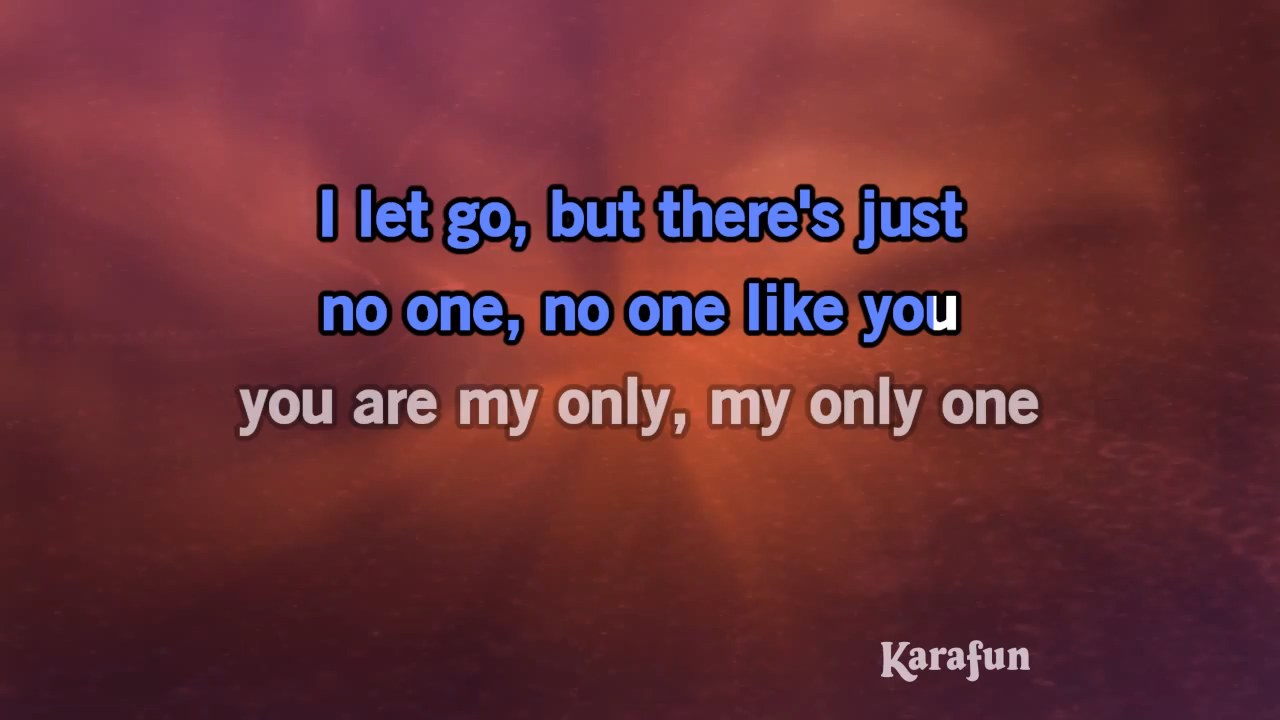 I let go, but there's just
no one, no one like you
you are my only, my only one
Karafun